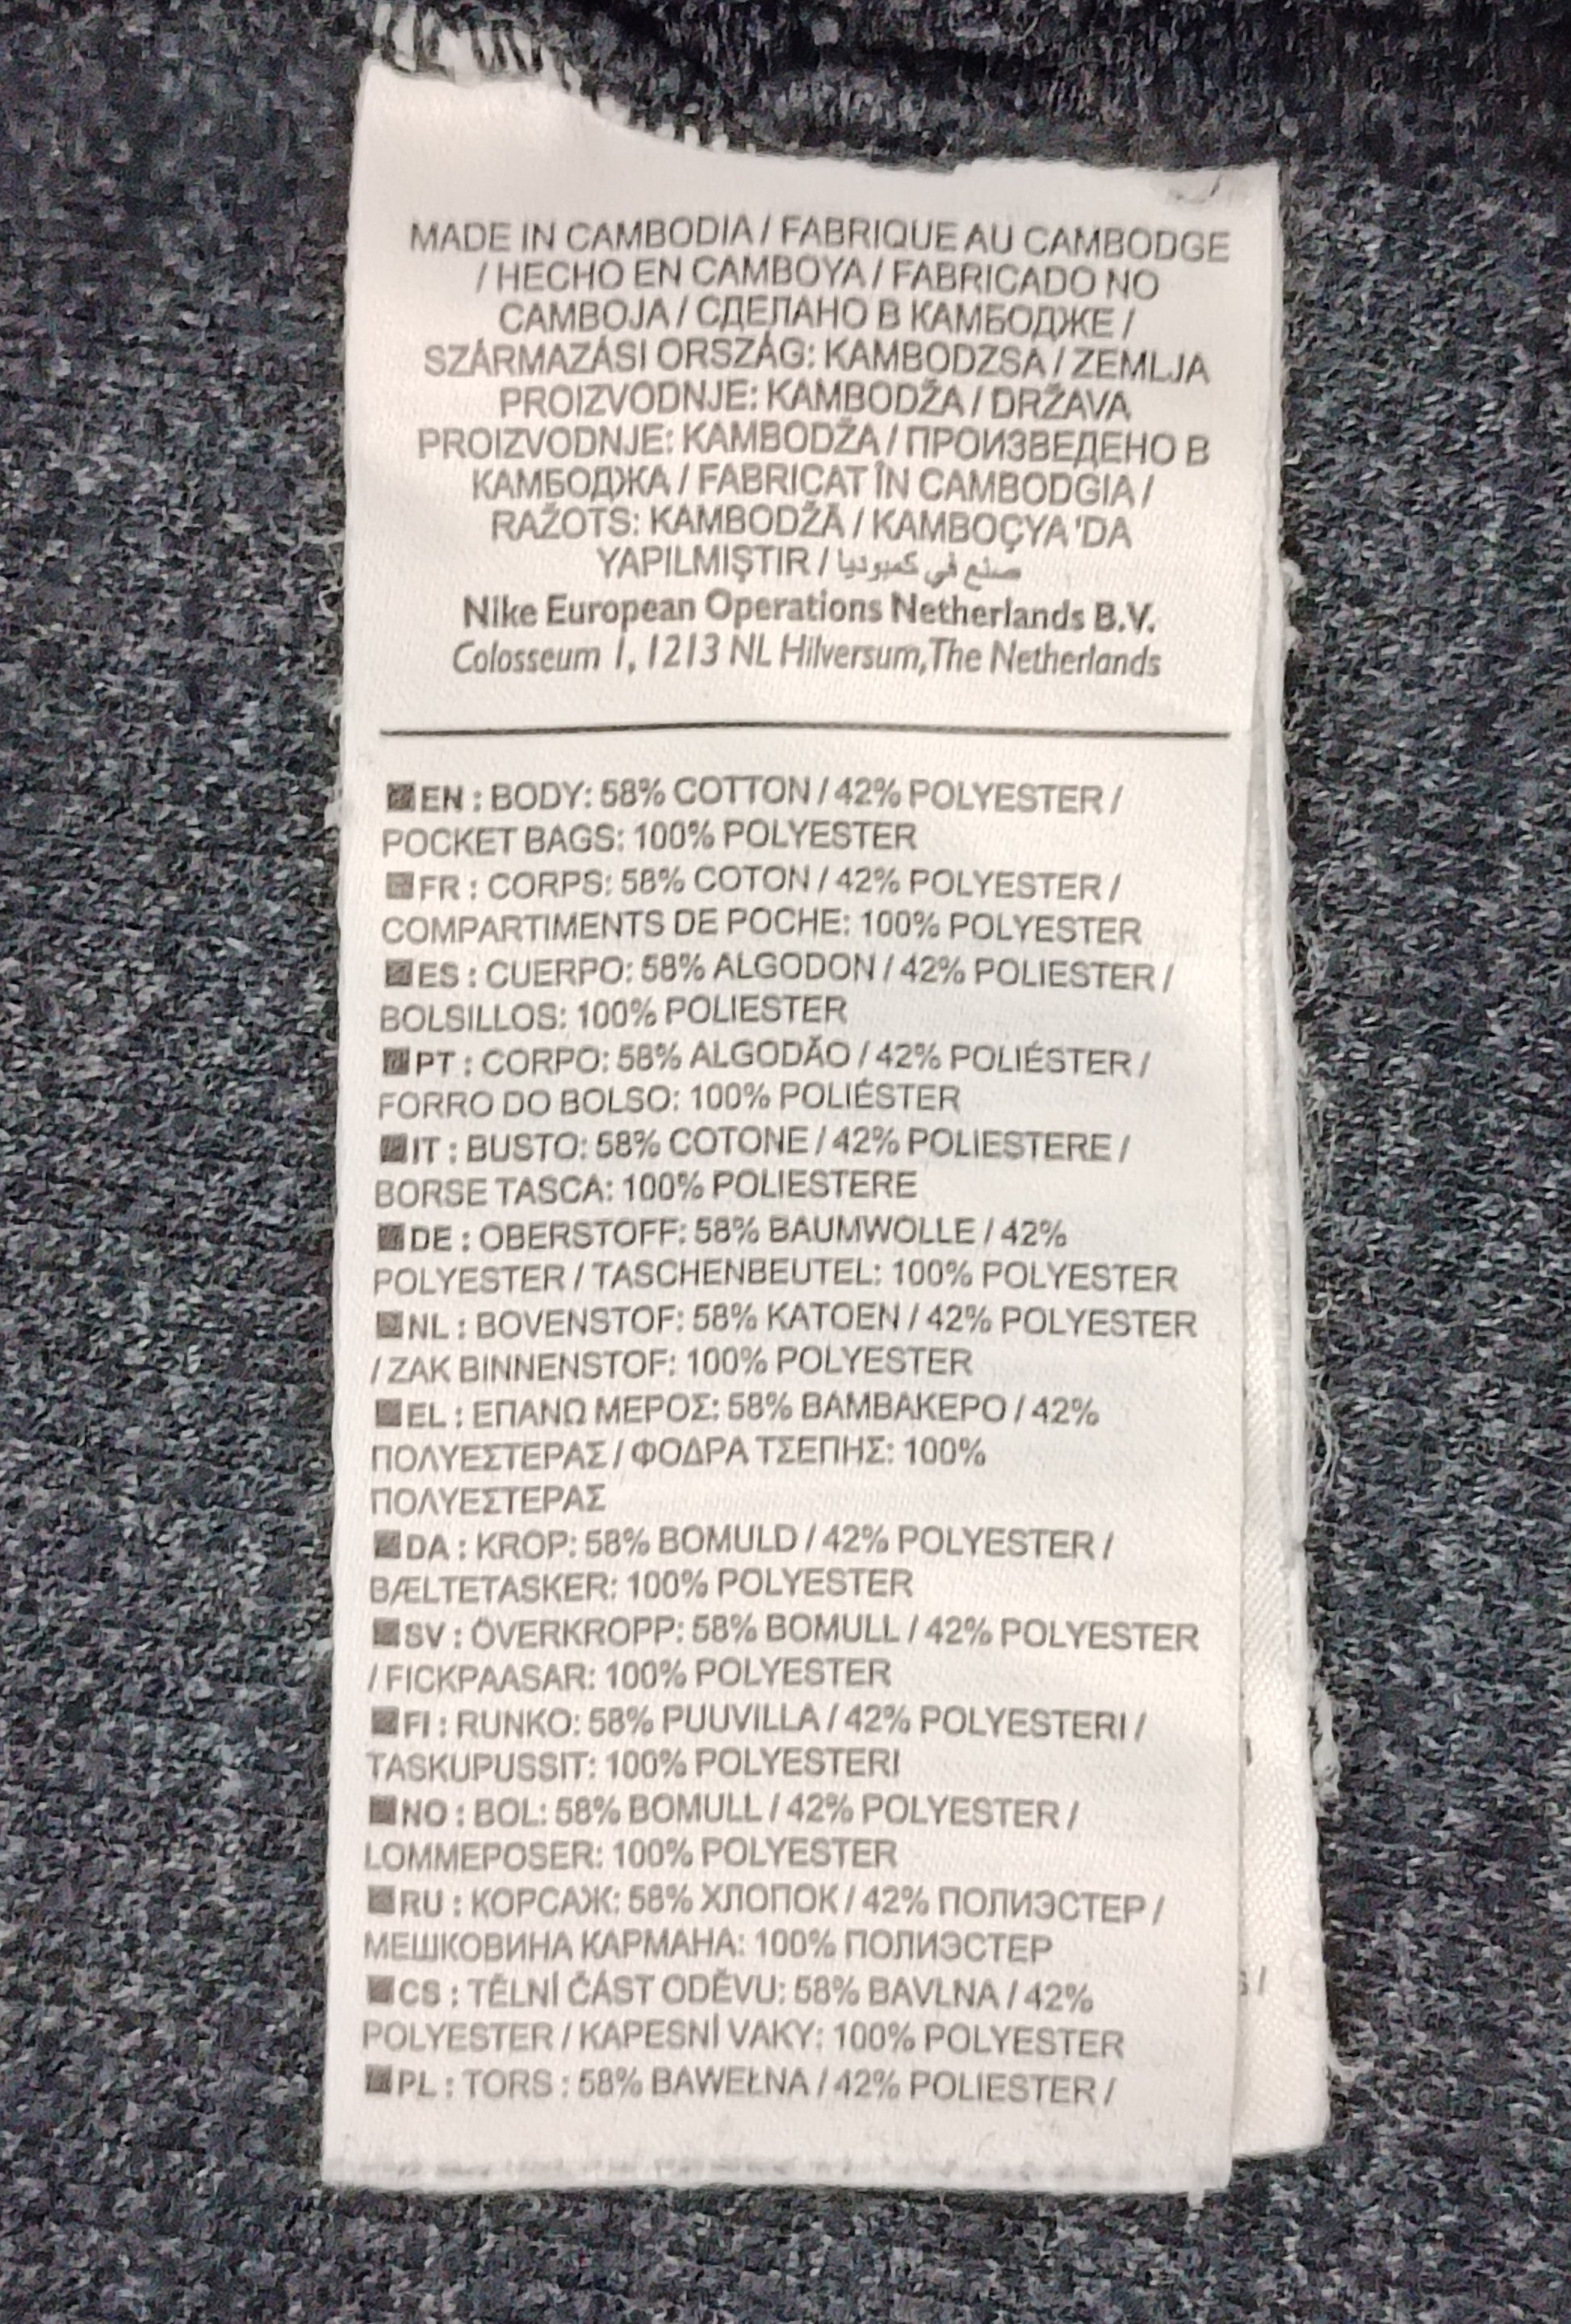 MADE IN CAMBODIA / FABRIQUE AU CAMBODGE
/ HECHO EN CAMBOYA / FABRICADO NO
CAMBOJA / СДЕЛАНО В КАМБОДЖЕ /
SZÁRMAZÁSI ORSZÁG: KAMBODZSA / ZEMLJA
PROIZVODNJE: KAMBODŽA / DRŽAVA
PROIZVODNJE: KAMBODŽA / ПРОИЗВЕДЕНО В
КАМБОДЖА / FABRICAT ÎN CAMBODGIA /
RAŽOTS: KAMBODŽĀ / KAMBOÇYA 'DA
YAPILMIŞTIR / صنع في كمبوديا
Nike European Operations Netherlands B.V.
Colosseum 1, 1213 NL Hilversum, The Netherlands
EN : BODY: 58% COTTON / 42% POLYESTER /
POCKET BAGS: 100% POLYESTER
FR : CORPS: 58% COTON / 42% POLYESTER /
COMPARTIMENTS DE POCHE: 100% POLYESTER
ES : CUERPO: 58% ALGODON / 42% POLIESTER /
BOLSILLOS: 100% POLIESTER
PT : CORPO: 58% ALGODÃO / 42% POLIÉSTER /
FORRO DO BOLSO: 100% POLIÉSTER
IT : BUSTO: 58% COTONE / 42% POLIESTERE /
BORSE TASCA: 100% POLIESTERE
DE : OBERSTOFF: 58% BAUMWOLLE / 42%
POLYESTER / TASCHENBEUTEL: 100% POLYESTER
NL : BOVENSTOF: 58% KATOEN / 42% POLYESTER
/ ZAK BINNENSTOF: 100% POLYESTER
EL : ΕΠΑΝΩ ΜΕΡΟΣ: 58% ΒΑΜΒΑΚΕΡΟ / 42%
ΠΟΛΥΕΣΤΕΡΑΣ / ΦΟΔΡΑ ΤΣΕΠΗΣ: 100%
ΠΟΛΥΕΣΤΕΡΑΣ
DA : KROP: 58% BOMULD / 42% POLYESTER /
BÆLTETASKER: 100% POLYESTER
SV : ÖVERKROPP: 58% BOMULL / 42% POLYESTER
/ FICKPAASAR: 100% POLYESTER
FI : RUNKO: 58% PUUVILLA / 42% POLYESTERI /
TASKUPUSSIT: 100% POLYESTERI
NO : BOL: 58% BOMULL / 42% POLYESTER /
LOMMEPOSER: 100% POLYESTER
RU : КОРСАЖ: 58% ХЛОПОК / 42% ПОЛИЭСТЕР /
МЕШКОВИНА КАРМАНА: 100% ПОЛИЭСТЕР
CS : TĚLNÍ ČÁST ODĚVU: 58% BAVLNA / 42%
POLYESTER / KAPESNÍ VAKY: 100% POLYESTER
PL : TORS : 58% BAWEŁNA / 42% POLIESTER /